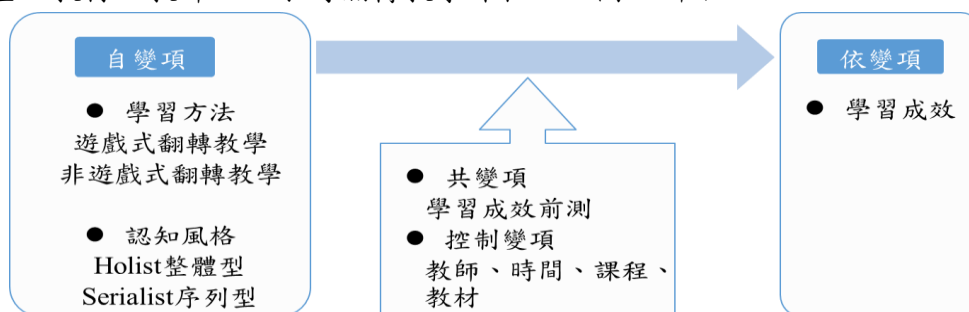 自變項
● 學習方法
遊戲式翻轉教學
非遊戲式翻轉教學
● 認知風格
Holist整體型
Serialist序列型
● 共變項
學習成效前測
● 控制變項
教師、時間、課程、
教材
依變項
● 學習成效